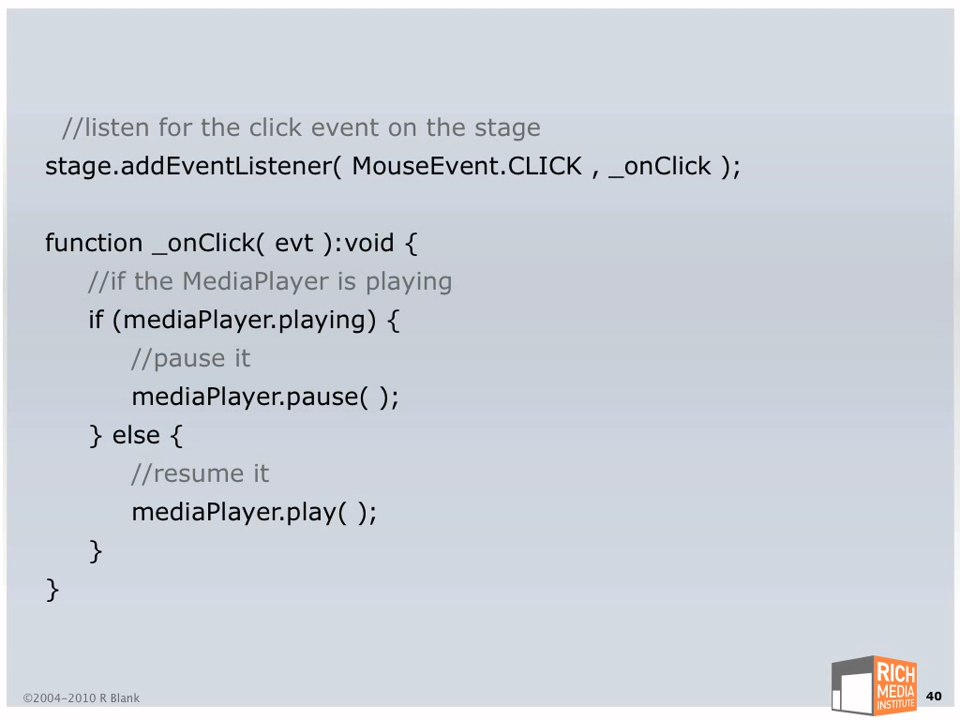 //listen for the click event on the stage
stage.addEventListener( MouseEvent.CLICK , _onClick );
function _onClick( evt ):void {
//if the MediaPlayer is playing
if (mediaPlayer.playing) {
//pause it
mediaPlayer.pause( );
} else {
//resume it
mediaPlayer.play( );
}
}
©2004-2010 R Blank
RICH
MEDIA
INSTITUTE
40